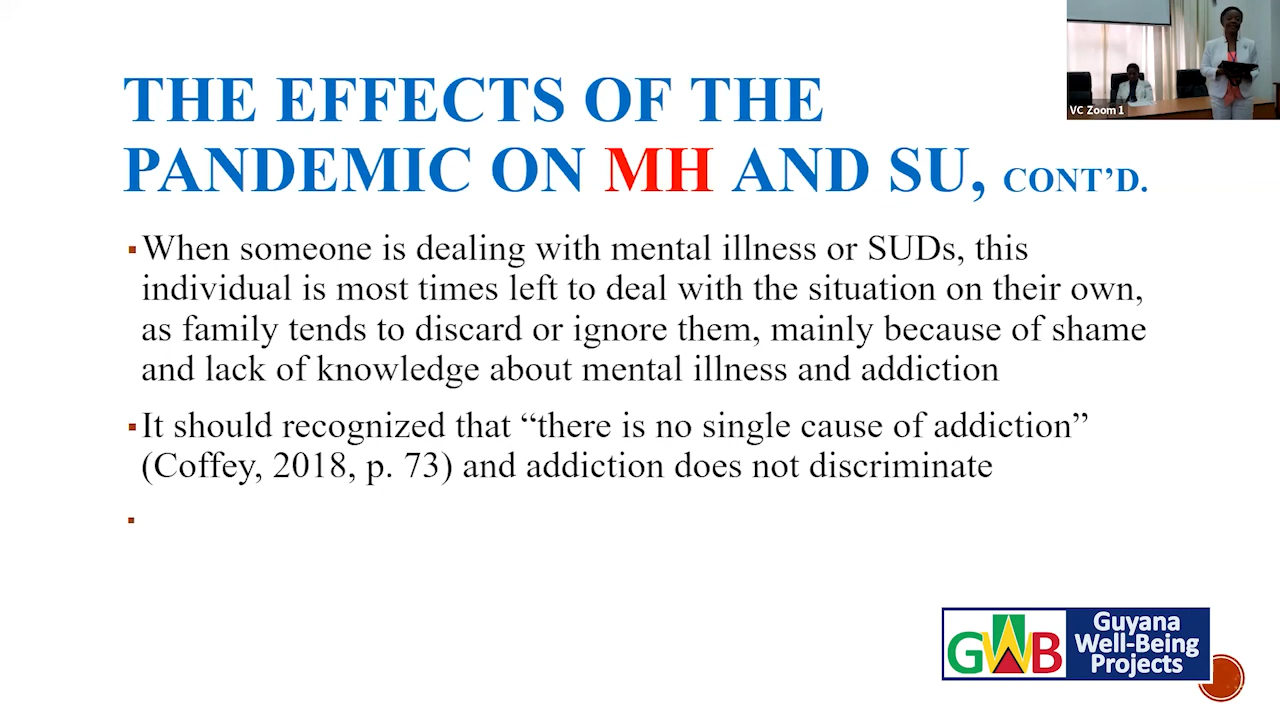 VC Zoom 1
THE EFFECTS OF THE
PANDEMIC ON MH AND SU, CONT’D.
When someone is dealing with mental illness or SUDs, this
individual is most times left to deal with the situation on their own,
as family tends to discard or ignore them, mainly because of shame
and lack of knowledge about mental illness and addiction
It should recognized that “there is no single cause of addiction”
(Coffey, 2018, p. 73) and addiction does not discriminate
GWB
Guyana
Well-Being
Projects